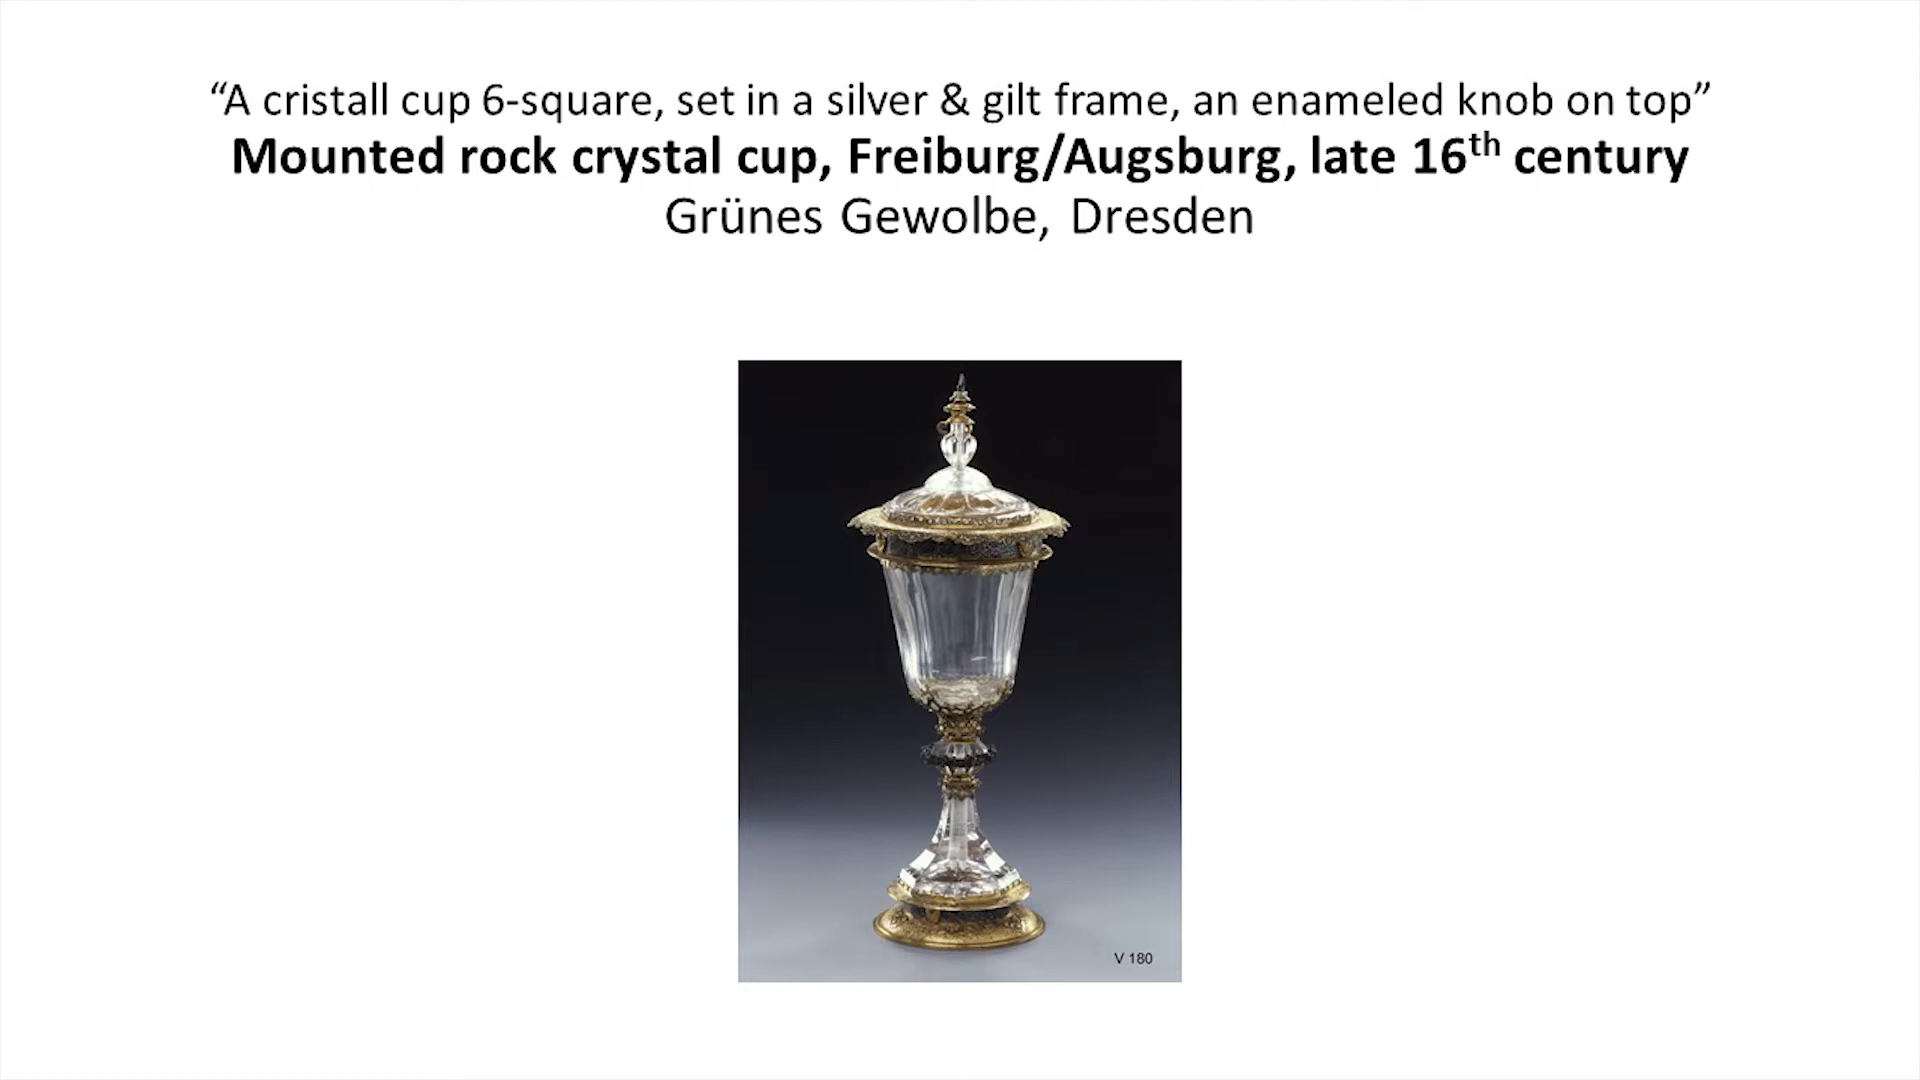 “A cristall cup 6-square, set in a silver & gilt frame, an enameled knob on top”
Mounted rock crystal cup, Freiburg/Augsburg, late 16th century
Grünes Gewolbe, Dresden
V 180